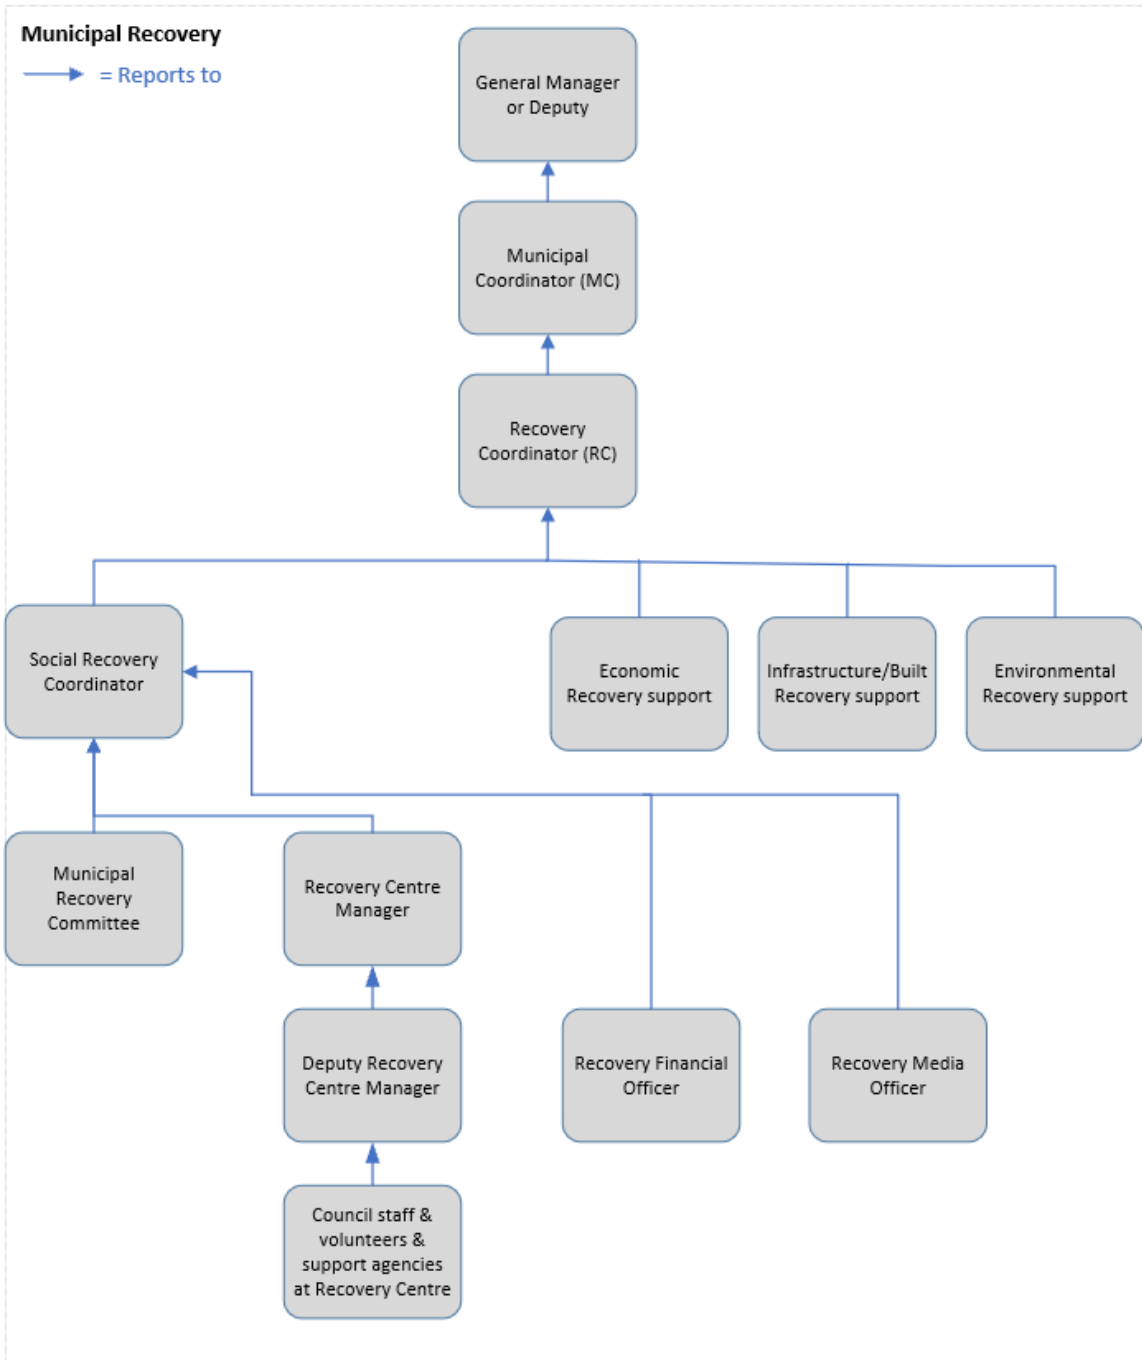 Municipal Recovery
= Reports to
General Manager
or Deputy
Municipal
Coordinator (MC)
Recovery
Coordinator (RC)
Social Recovery
Coordinator
Economic
Recovery support
Infrastructure/Built
Recovery support
Environmental
Recovery support
Municipal
Recovery
Committee
Recovery Centre
Manager
Deputy Recovery
Centre Manager
Recovery Financial
Officer
Recovery Media
Officer
Council staff &
volunteers &
support agencies
at Recovery Centre